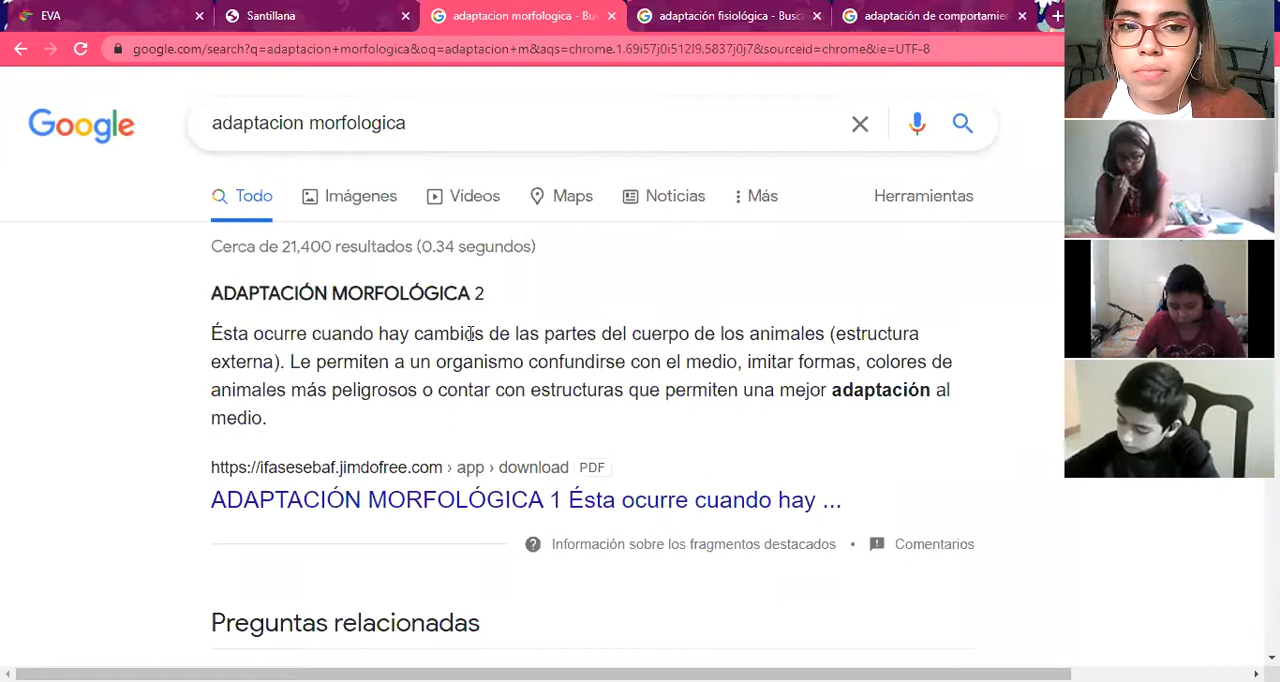 EVA
Santillana
adaptacion morfologica - Bus
adaptación fisiológica - Busca
adaptación de comportamie
google.com/search?q=adaptacion+morfologica&oq=adaptacion+m&aqs=chrome.1.69i57j0i512l9.5837j0j7&sourceid=chrome&ie=UTF-8
Google
adaptacion morfologica
Todo
Imágenes
Videos
Maps
Noticias
Más
Herramientas
Cerca de 21,400 resultados (0.34 segundos)
ADAPTACIÓN MORFOLÓGICA 2
Ésta ocurre cuando hay cambios de las partes del cuerpo de los animales (estructura
externa). Le permiten a un organismo confundirse con el medio, imitar formas, colores de
animales más peligrosos o contar con estructuras que permiten una mejor adaptación al
medio.
https://ifasesebaf.jimdofree.com › app › download PDF
ADAPTACIÓN MORFOLÓGICA 1 Ésta ocurre cuando hay ...
Información sobre los fragmentos destacados • Comentarios
Preguntas relacionadas